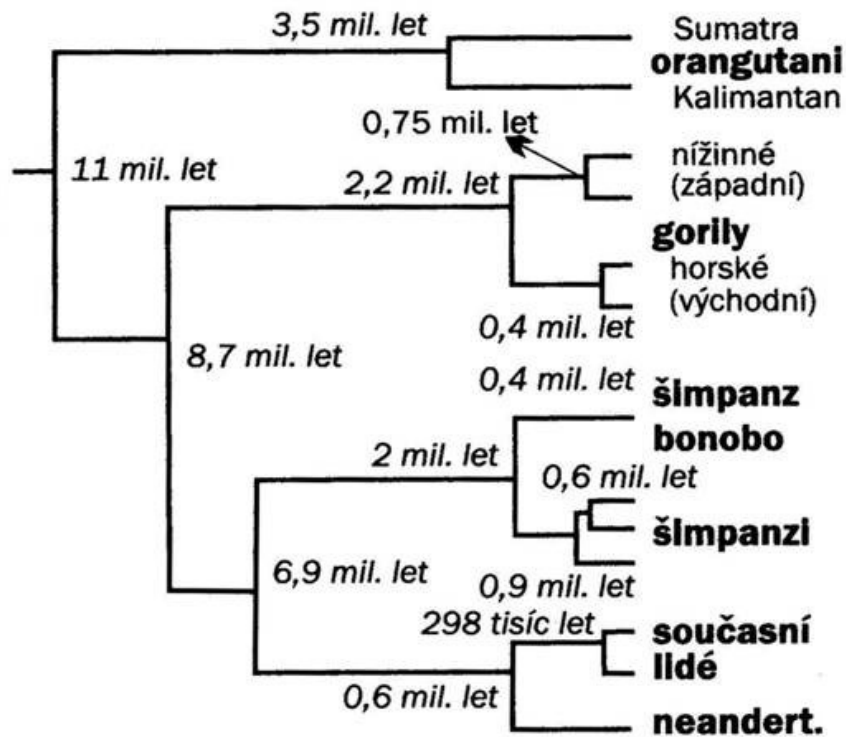 3,5 mil. let
Sumatra
orangutani
Kalimantan
0,75 mil. let
11 mil. let
2,2 mil. let
nížinné
(západní)
gorily
horské
(východní)
0,4 mil. let
8,7 mil. let
0,4 mil. let
šimpanz
bonobo
2 mil. let
0,6 mil. let
šimpanzi
6,9 mil. let
0,9 mil. let
298 tisíc let
současní
lidé
0,6 mil. let
neandert.